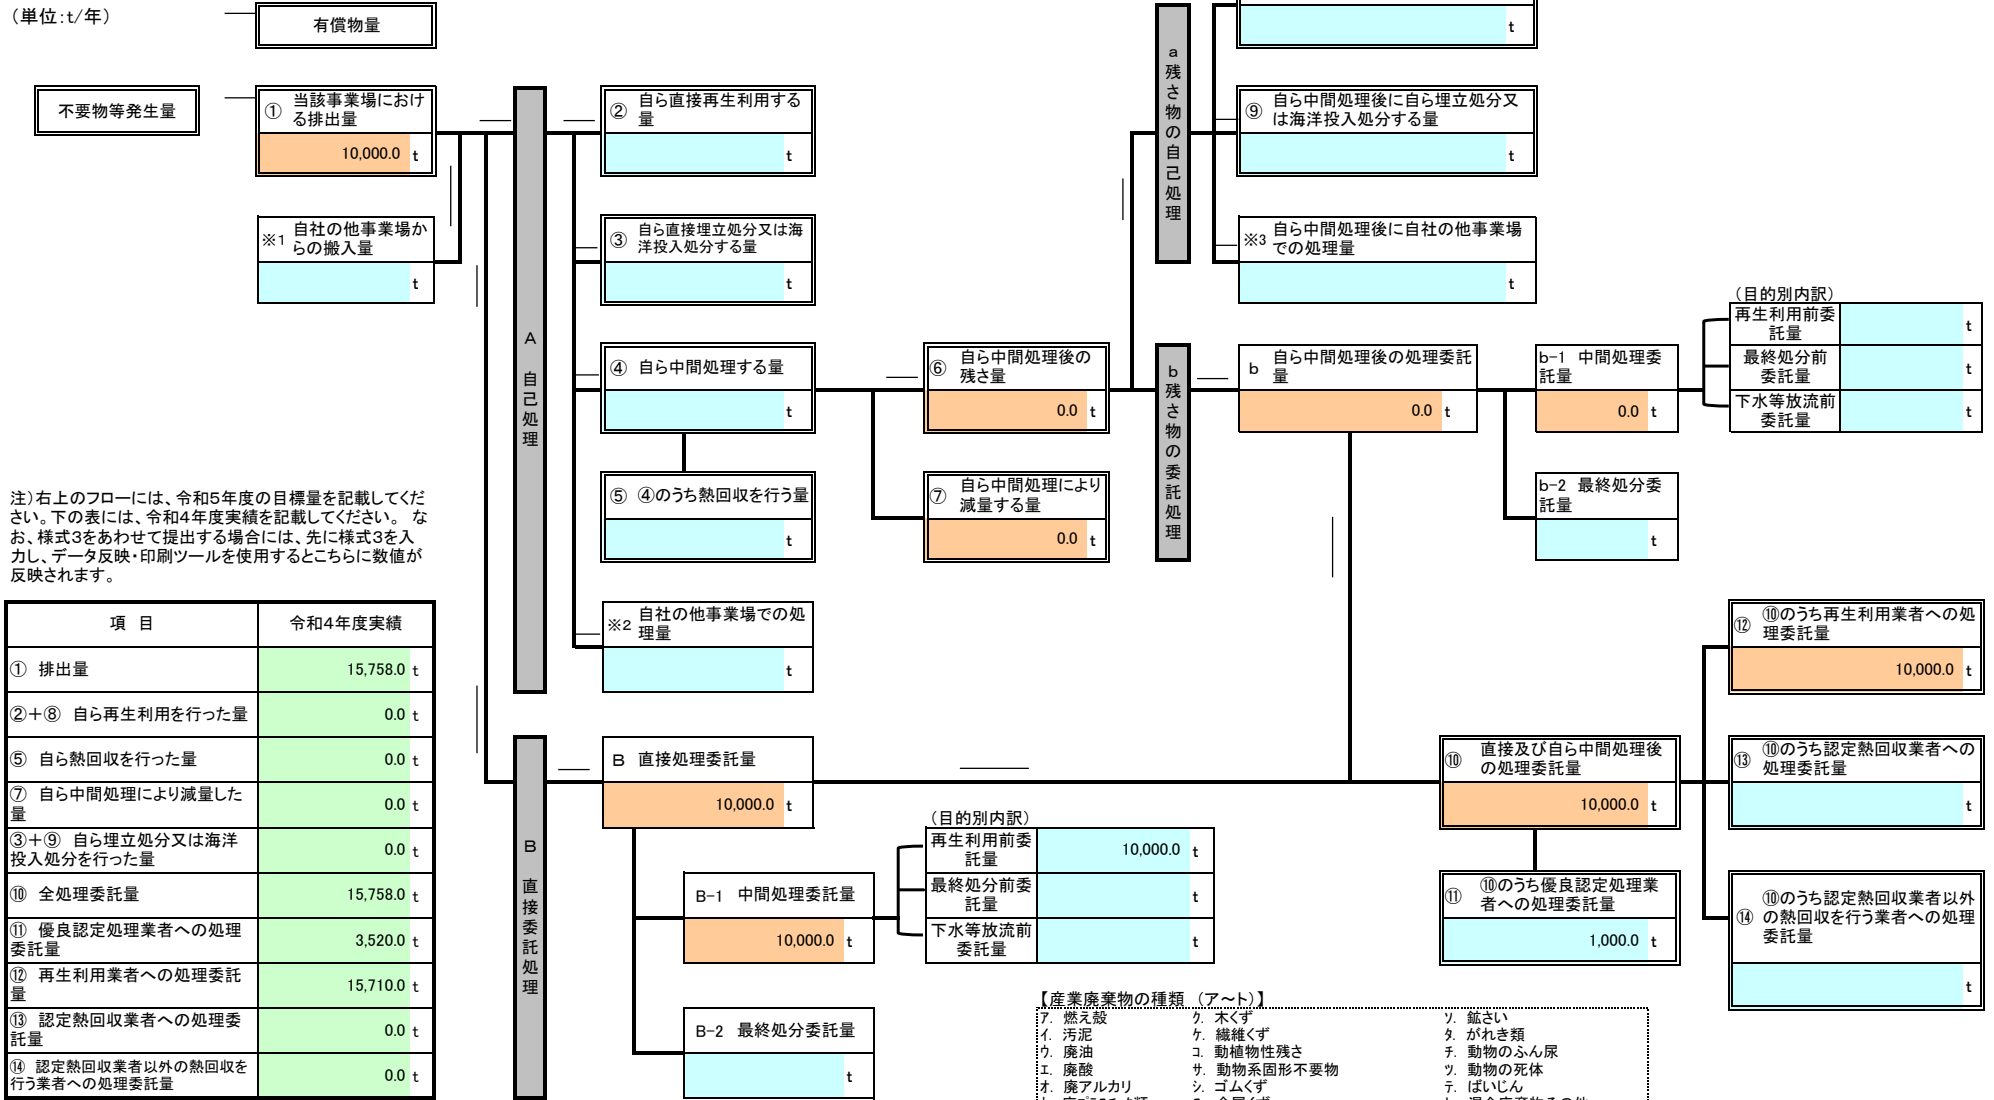 （単位：t/年）
有償物量
t
不要物等発生量
① 当該事業場におけ
る排出量
10,000.0 t
※1 自社の他事業場か
らの搬入量
t
A 自己処理
② 自ら直接再生利用する
量
t
③ 自ら直接埋立処分又は海
洋投入処分する量
t
④ 自ら中間処理する量
t
⑤ ④のうち熱回収を行う量
t
※2 自社の他事業場での処
理量
t
⑥ 自ら中間処理後の
残さ量
0.0 t
⑦ 自ら中間処理により
減量する量
0.0 t
a 残さ物の自己処理
⑨ 自ら中間処理後に自ら埋立処分又
は海洋投入処分する量
t
※3 自ら中間処理後に自社の他事業場
での処理量
t
b 残さ物の委託処理
b 自ら中間処理後の処理委託
量
0.0 t
b-1 中間処理委
託量
0.0 t
（目的別内訳）
再生利用前委
託量
t
最終処分前
委託量
t
下水等放流前
委託量
t
b-2 最終処分委
託量
t
注）右上のフローには、令和5年度の目標量を記載してくだ
さい。下の表には、令和4年度実績を記載してください。 な
お、様式3をあわせて提出する場合には、先に様式3を入
力し、データ反映・印刷ツールを使用するとこちらに数値が
反映されます。
項 目 令和4年度実績
① 排出量 15,758.0 t
②＋⑧ 自ら再生利用を行った量 0.0 t
⑤ 自ら熱回収を行った量 0.0 t
⑦ 自ら中間処理により減量した
量 0.0 t
③＋⑨ 自ら埋立処分又は海洋
投入処分を行った量 0.0 t
⑩ 全処理委託量 15,758.0 t
⑪ 優良認定処理業者への処理
委託量 3,520.0 t
⑫ 再生利用業者への処理委託
量 15,710.0 t
⑬ 認定熱回収業者への処理委
託量 0.0 t
⑭ 認定熱回収業者以外の熱回収を
行う業者への処理委託量 0.0 t
B 直接委託処理
B 直接処理委託量
10,000.0 t
B-1 中間処理委託量
10,000.0 t
（目的別内訳）
再生利用前委
託量
10,000.0 t
最終処分前委
託量
t
下水等放流前
委託量
t
B-2 最終処分委託量
t
⑩ 直接及び自ら中間処理後
の処理委託量
10,000.0 t
⑪ ⑩のうち優良認定処理業
者への処理委託量
1,000.0 t
⑫ ⑩のうち再生利用業者への処
理委託量
10,000.0 t
⑬ ⑩のうち認定熱回収業者への
処理委託量
t
⑭ ⑩のうち認定熱回収業者以外
の熱回収を行う業者への処理
委託量
t
【産業廃棄物の種類 （ア～ト）】
ア. 燃え殻 ク. 木くず ソ. 鉱さい
イ. 汚泥 ケ. 繊維くず タ. がれき類
ウ. 廃油 コ. 動植物性残さ チ. 動物のふん尿
エ. 廃酸 サ. 動物系固形不要物 ツ. 動物の死体
オ. 廃アルカリ シ. ゴムくず テ. ばいじん